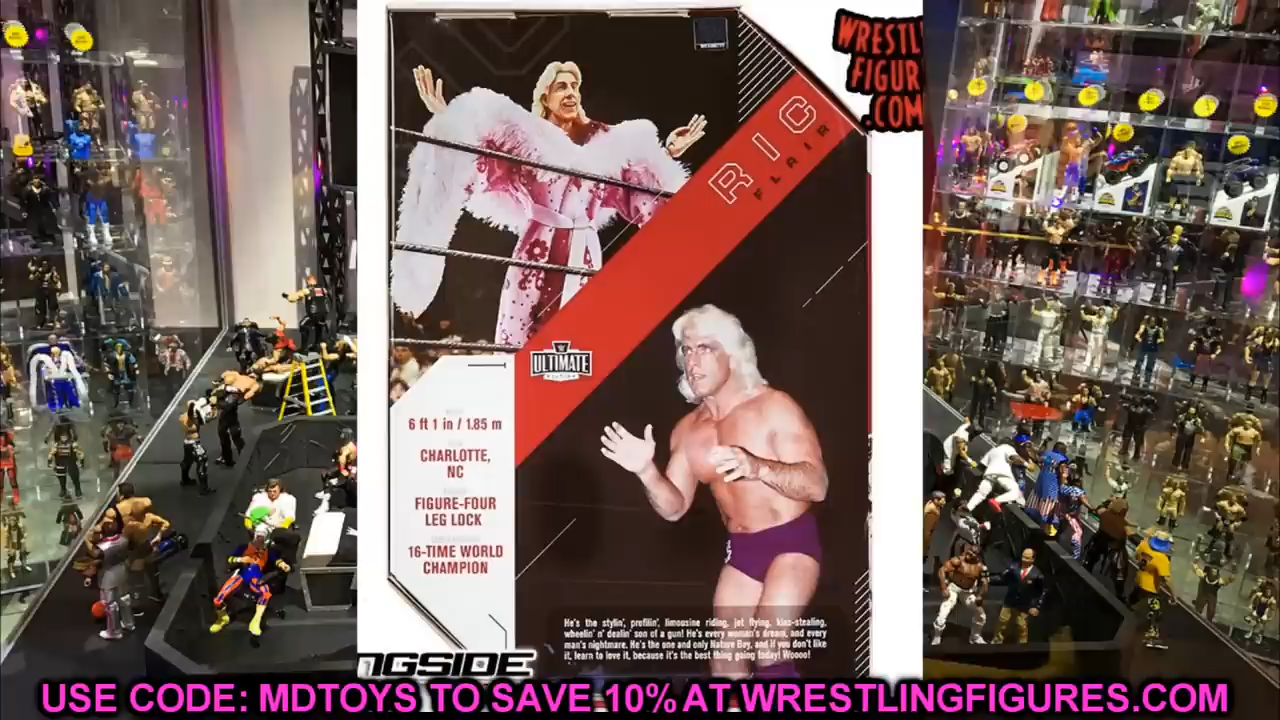 WRESTL
FIGUR
.COM
RIC
FLAIR
ULTIMATE
6 ft 1 in / 1.85 m
CHARLOTTE,
NC
FIGURE-FOUR
LEG LOCK
16-TIME WORLD
CHAMPION
He's the stylin', profilin', limousine riding, jet flying, kiss-stealing,
wheelin' n' dealin' son of a gun! He's every woman's dream, and every
man's nightmare. He's the one and only Nature Boy, and if you don't like
it, learn to love it, because it's the best thing going today! Woooo!
NGSIDE
USE CODE: MDTOYS TO SAVE 10% AT WRESTLINGFIGURES.COM